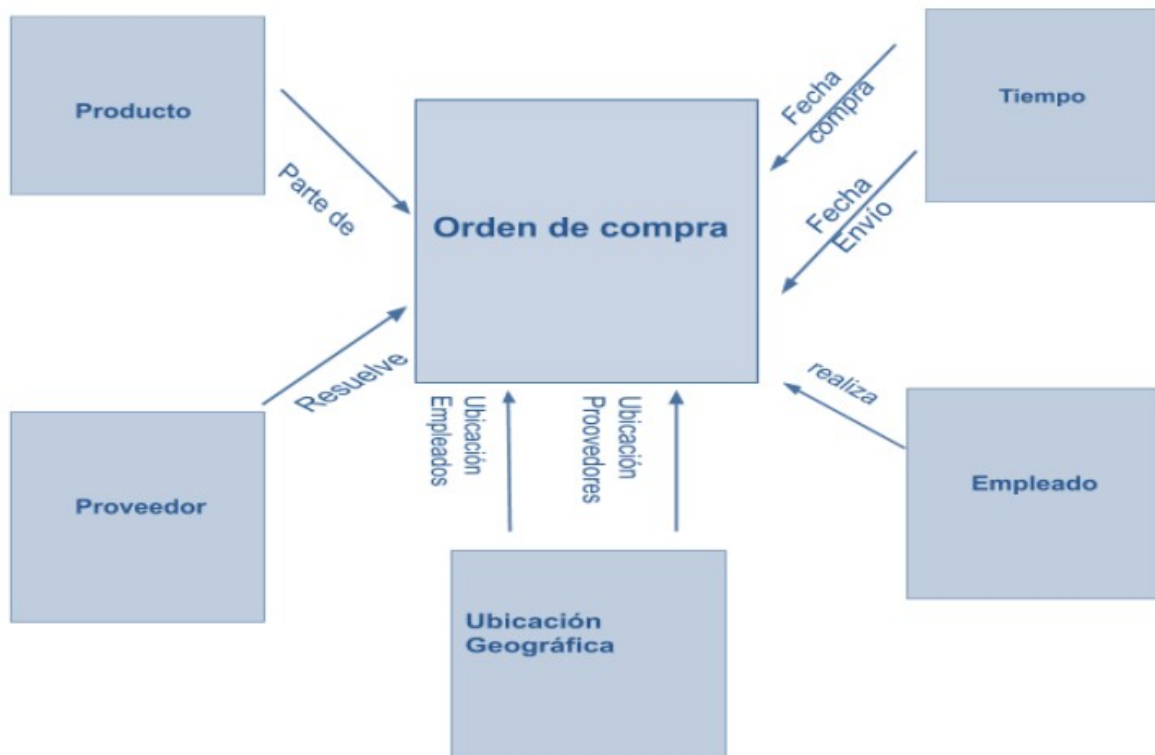 Producto
Parte de
Orden de compra
Fecha
compra
Fecha
Envío
Tiempo
Resuelve
Proveedor
Ubicación
Empleados
Ubicación
Proovedores
realiza
Empleado
Ubicación
Geográfica